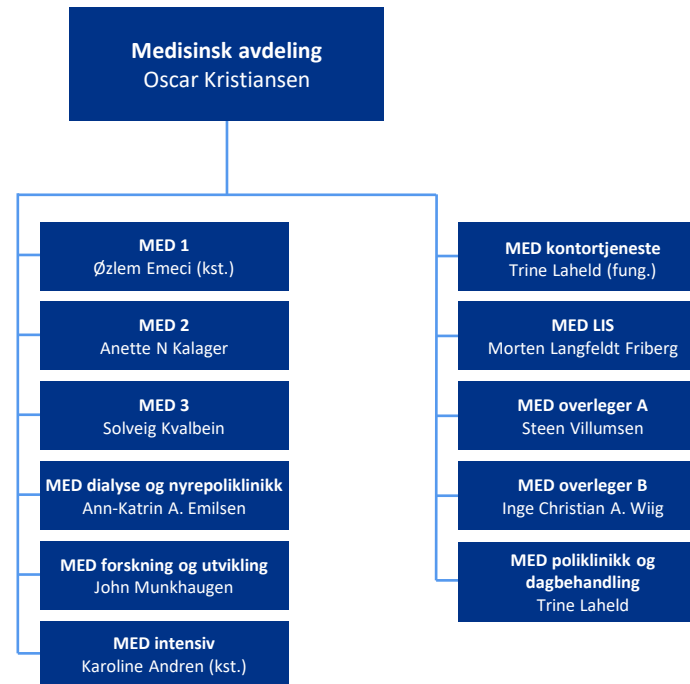 Medisinsk avdeling
Oscar Kristiansen
MED 1
Øzlem Emeci (kst.)
MED 2
Anette N Kalager
MED 3
Solveig Kvalbein
MED dialyse og nyrepoliklinikk
Ann-Katrin A. Emilsen
MED forskning og utvikling
John Munkhaugen
MED intensiv
Karoline Andren (kst.)
MED kontortjeneste
Trine Laheld (fung.)
MED LIS
Morten Langfeldt Friberg
MED overleger A
Steen Villumsen
MED overleger B
Inge Christian A. Wiig
MED poliklinikk og
dagbehandling
Trine Laheld